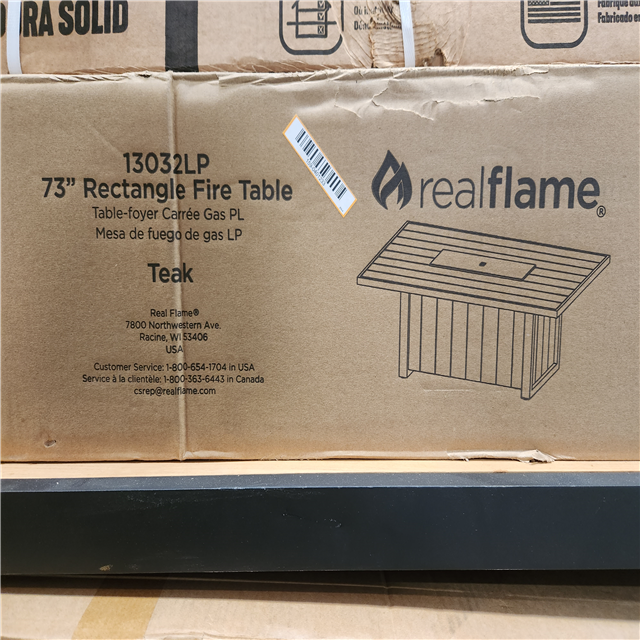 RA SOLID
13032LP
73” Rectangle Fire Table
Table-foyer Carrée Gas PL
Mesa de fuego de gas LP
Teak
Real Flame®
7800 Northwestern Ave.
Racine, WI 53406
USA
Customer Service: 1-800-654-1704 in USA
Service à la clientèle: 1-800-363-6443 in Canada
csrep@realflame.com
realflame®